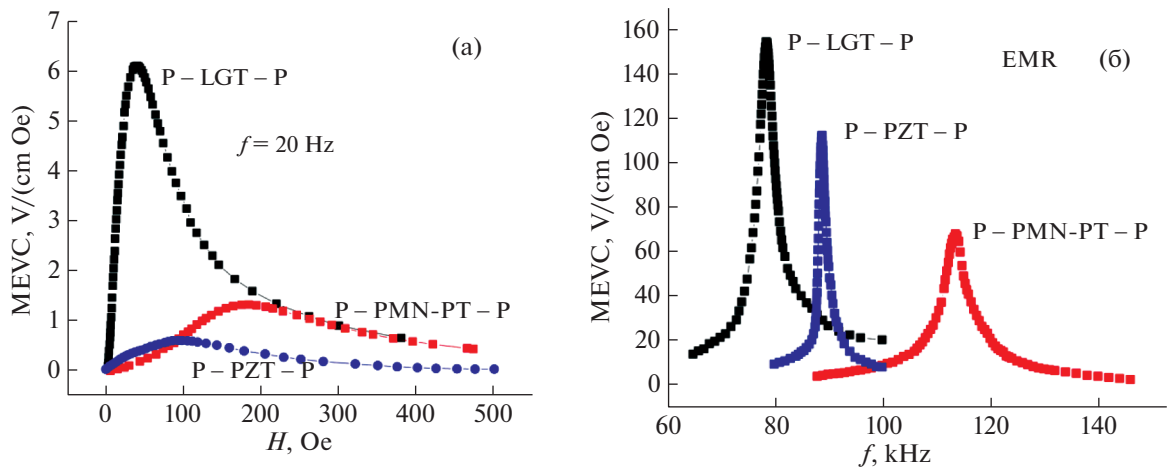 (а)
P – LGT – P
f = 20 Hz
P – PMN-PT – P
P – PZT – P
MEVC, V/(cm Oe)
0
1
2
3
4
5
6
7
0
100
200
300
400
500
H, Oe
(б)
EMR
P – LGT – P
P – PZT – P
P – PMN-PT – P
MEVC, V/(cm Oe)
0
20
40
60
80
100
120
140
160
60
80
100
120
140
f, kHz